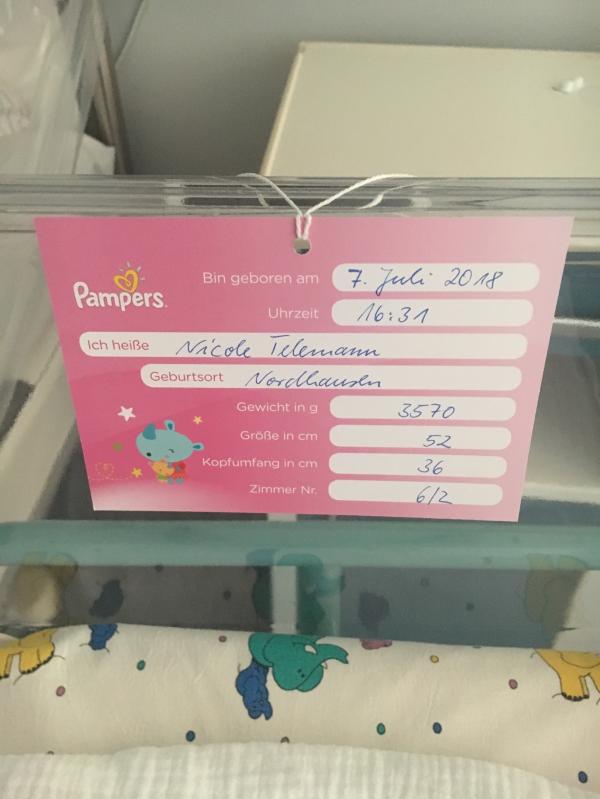 Pampers.
Bin geboren am 7. Juli 2018
Uhrzeit 16:31
Ich heiße Nicole Telemann
Geburtsort Nordhausen
Gewicht in g 3570
Größe in cm 52
Kopfumfang in cm 36
Zimmer Nr. 6/2